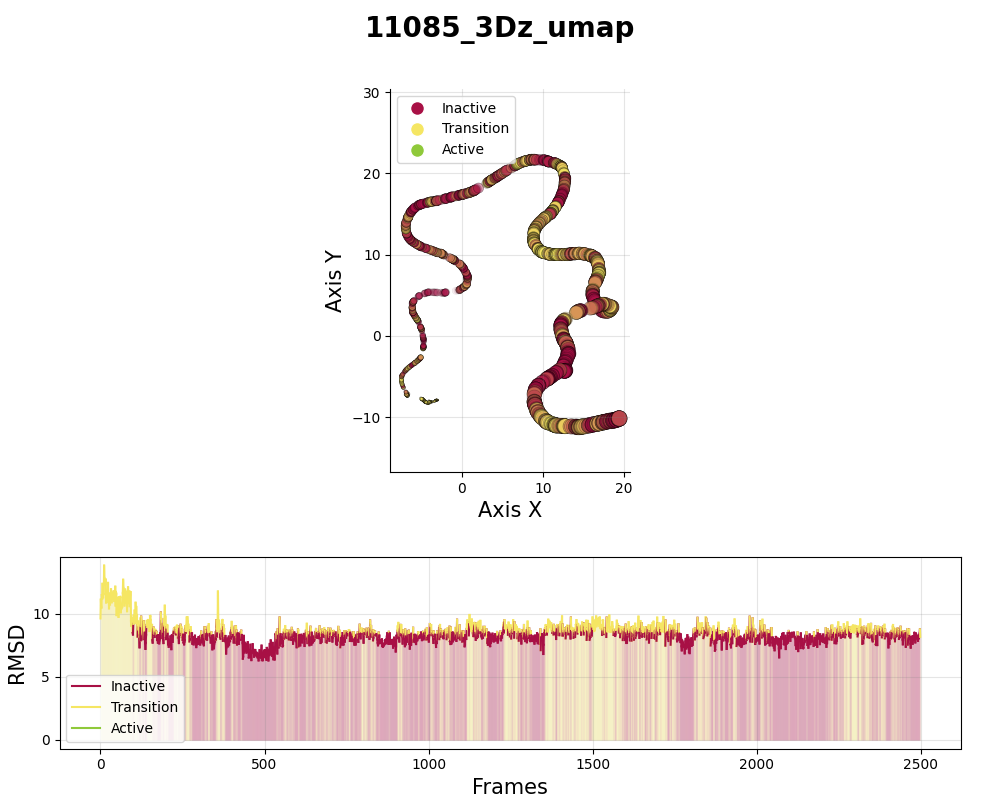 11085_3Dz_umap
Inactive
Transition
Active
30
20
10
0
−10
Axis Y
0
10
20
Axis X
10
5
0
RMSD
Inactive
Transition
Active
0
500
1000
1500
2000
2500
Frames